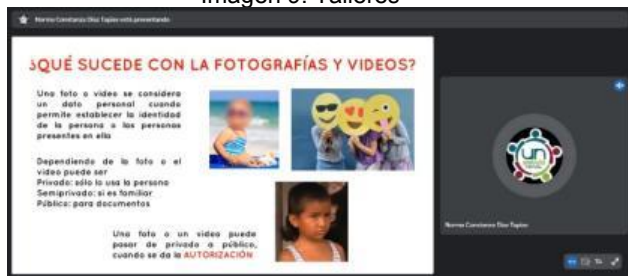 Imagen 9. Talleres
Norma Constanza Díaz Tapias está presentando
¿QUÉ SUCEDE CON LA FOTOGRAFÍAS Y VIDEOS?
Una foto o video se considera
un dato personal cuando
permite establecer la identidad
de la persona o las personas
presentes en ella
Dependiendo de la foto o el
video puede ser
Privado: sólo lo usa la persona
Semiprivado: si es familiar
Público: para documentos
Una foto o un video puede
pasar de privado a público,
cuando se da la AUTORIZACIÓN
un
Norma Constanza Díaz Tapias